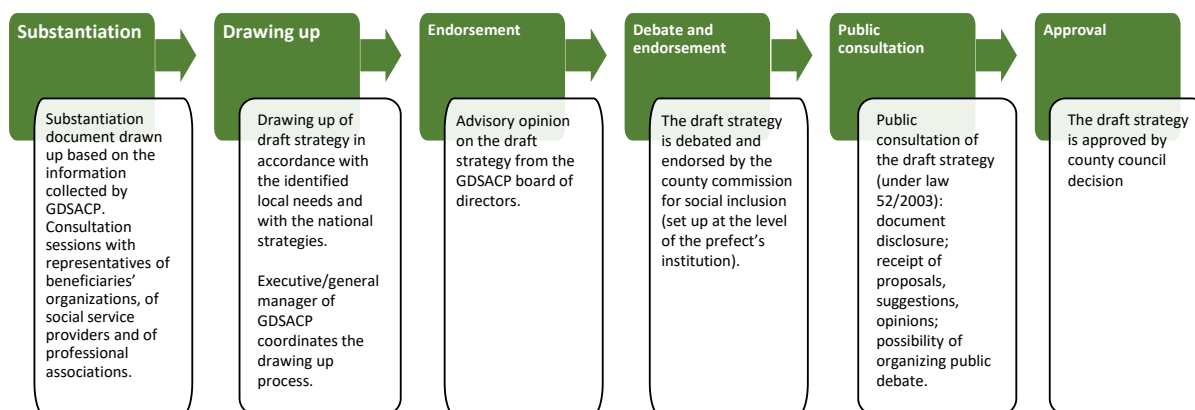 Substantiation
Substantiation
document drawn
up based on the
information
collected by
GDSACP.
Consultation
sessions with
representatives of
beneficiaries’
organizations, of
social service
providers and of
professional
associations.
Drawing up
Drawing up of
draft strategy in
accordance with
the identified
local needs and
with the national
strategies.
Executive/general
manager of
GDSACP
coordinates the
drawing up
process.
Endorsement
Advisory opinion
on the draft
strategy from the
GDSACP board of
directors.
Debate and
endorsement
The draft strategy
is debated and
endorsed by the
county commission
for social inclusion
(set up at the level
of the prefect’s
institution).
Public
consultation
Public
consultation of
the draft strategy
(under law
52/2003):
document
disclosure;
receipt of
proposals,
suggestions,
opinions;
possibility of
organizing public
debate.
Approval
The draft strategy
is approved by
county council
decision